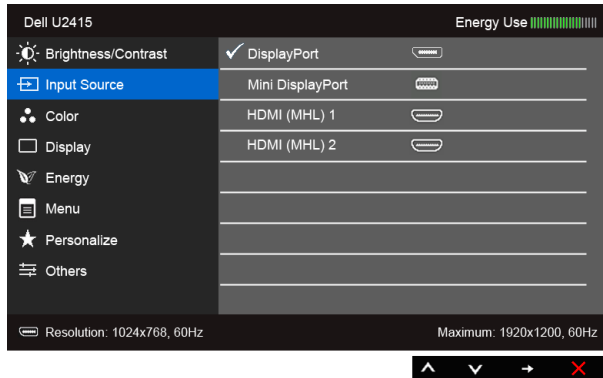 Dell U2415 Energy Use
Brightness/Contrast DisplayPort
Input Source Mini DisplayPort
Color HDMI (MHL) 1
Display HDMI (MHL) 2
Energy
Menu
Personalize
Others
Resolution: 1024x768, 60Hz Maximum: 1920x1200, 60Hz